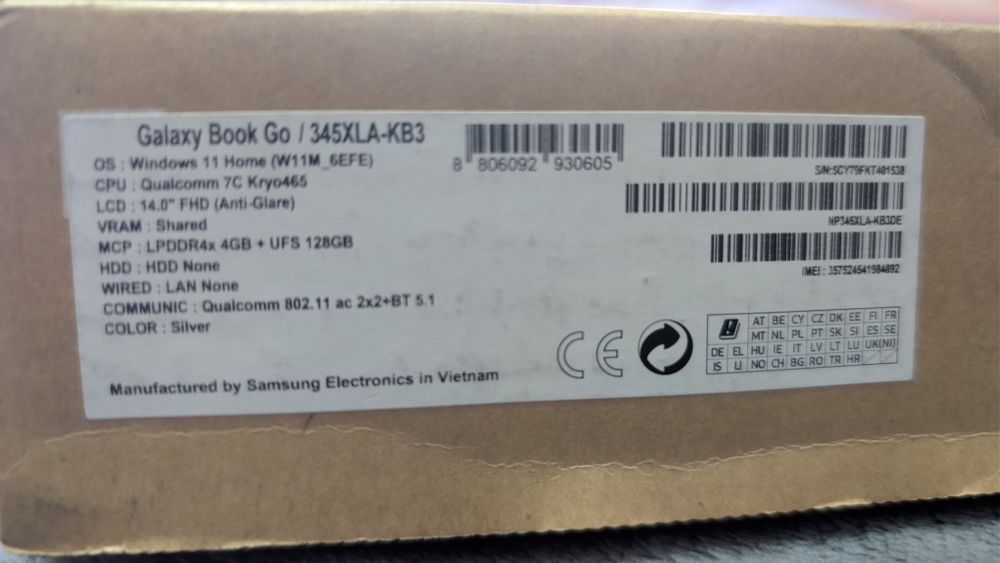 Galaxy Book Go / 345XLA-KB3
OS : Windows 11 Home (W11M_6EFE)
CPU : Qualcomm 7C Kryo465
LCD : 14.0" FHD (Anti-Glare)
VRAM : Shared
MCP : LPDDR4x 4GB + UFS 128GB
HDD : HDD None
WIRED : LAN None
COMMUNIC : Qualcomm 802.11 ac 2x2+BT 5.1
COLOR : Silver
Manufactured by Samsung Electronics in Vietnam
8 806092 930605
S/N:5CY79FKT401538
NP345XLA-KB3DE
IMEI : 357524541984892
CE
AT BE CY CZ DK EE FI FR
MT NL PL PT SK SI ES SE
DE EL HU IE IT LV LT LU UK(NI)
IS LI NO CH BG RO TR HR